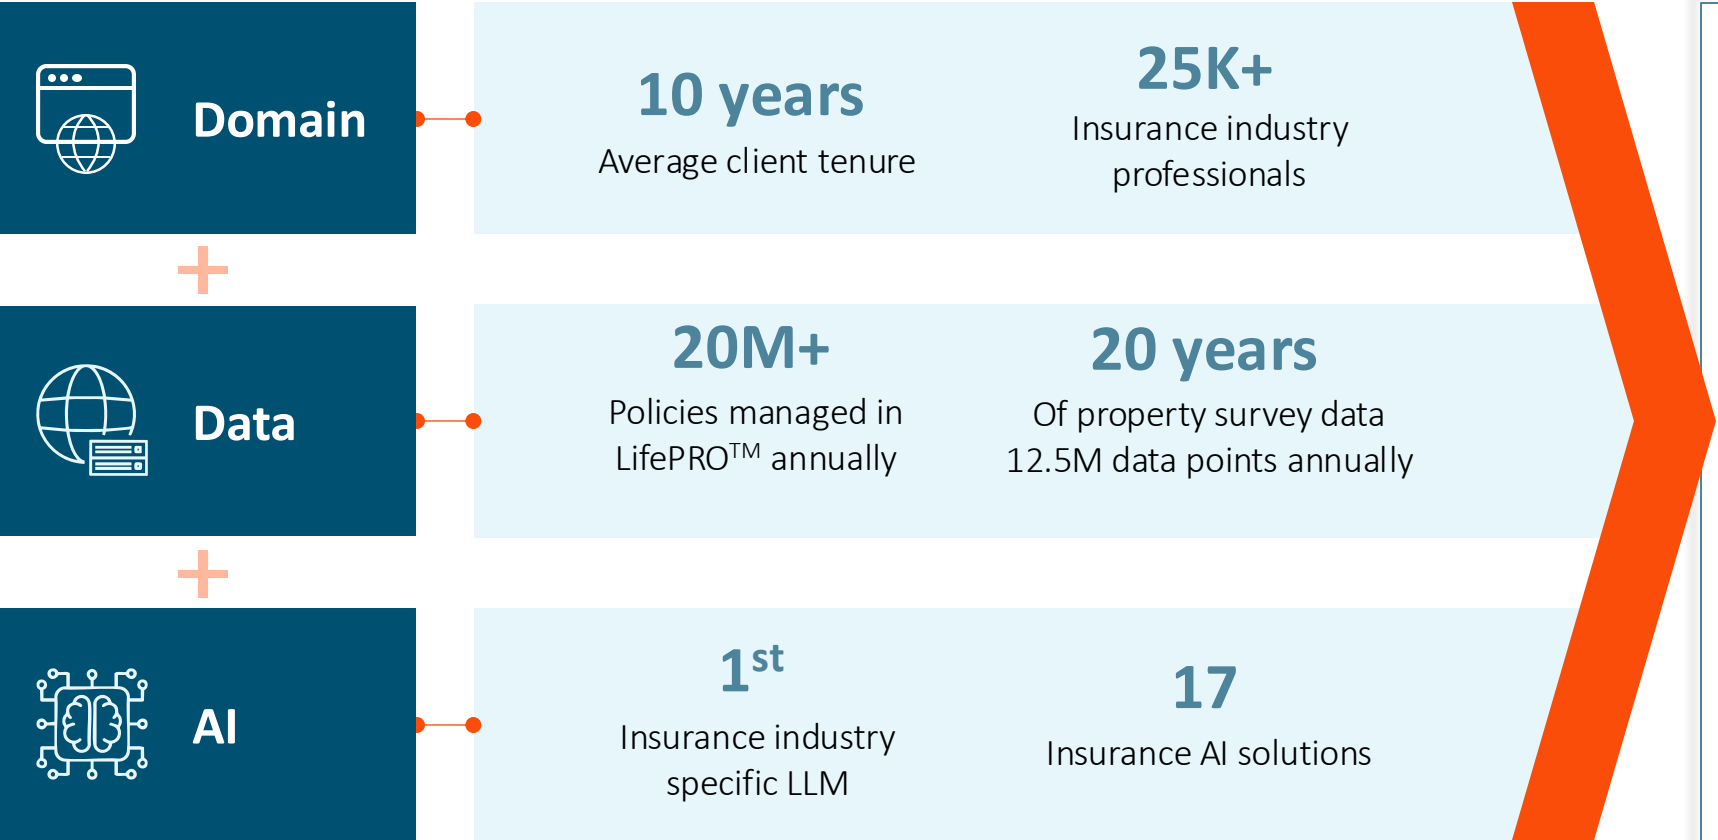 Domain
10 years
Average client tenure
25K+
Insurance industry
professionals
Data
20M+
Policies managed in
LifePRO™ annually
20 years
Of property survey data
12.5M data points annually
AI
1st
Insurance industry
specific LLM
17
Insurance AI solutions